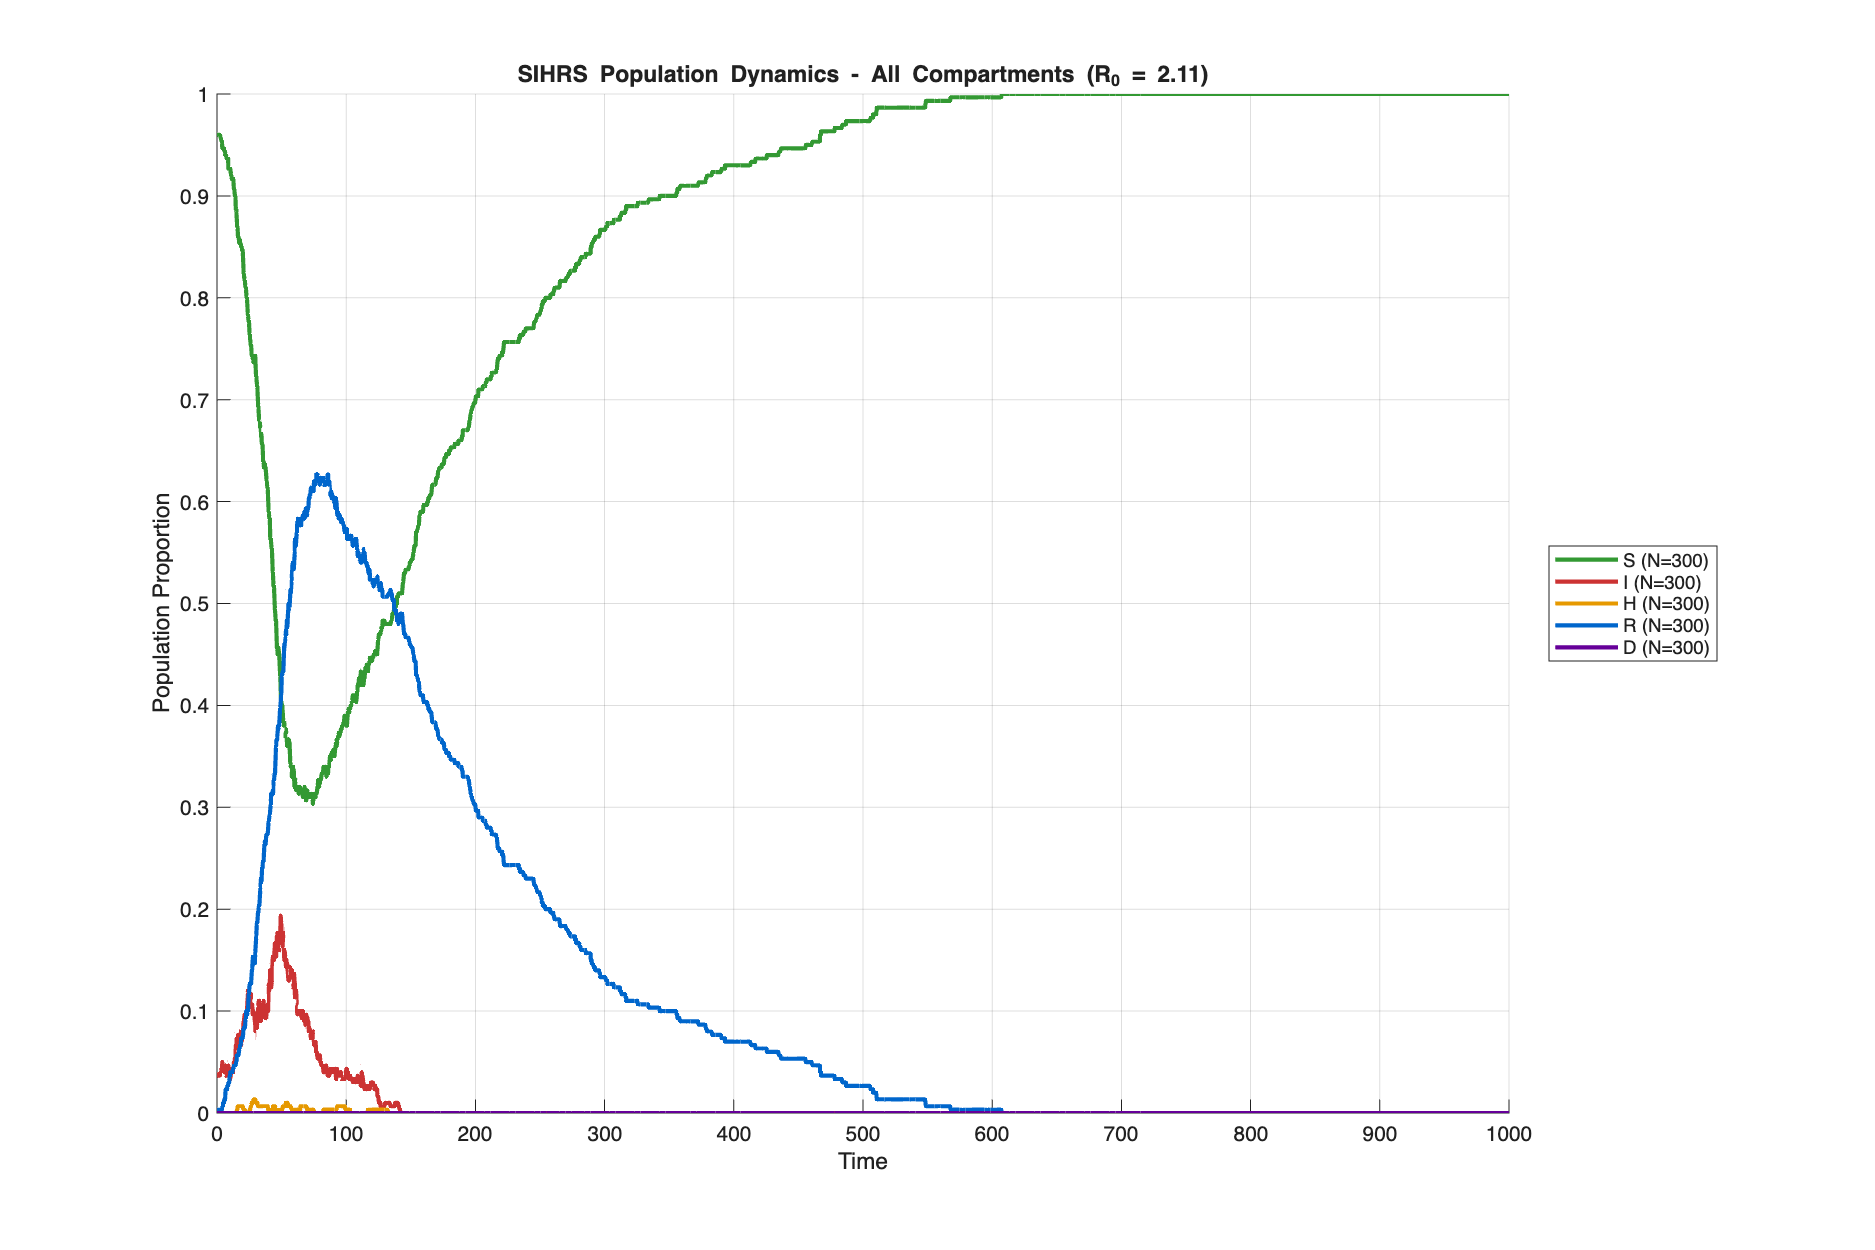 SIHRS Population Dynamics - All Compartments (R₀ = 2.11)
1
0.9
0.8
0.7
0.6
0.5
0.4
0.3
0.2
0.1
0
Population Proportion
0 100 200 300 400 500 600 700 800 900 1000
Time
S (N=300)
I (N=300)
H (N=300)
R (N=300)
D (N=300)